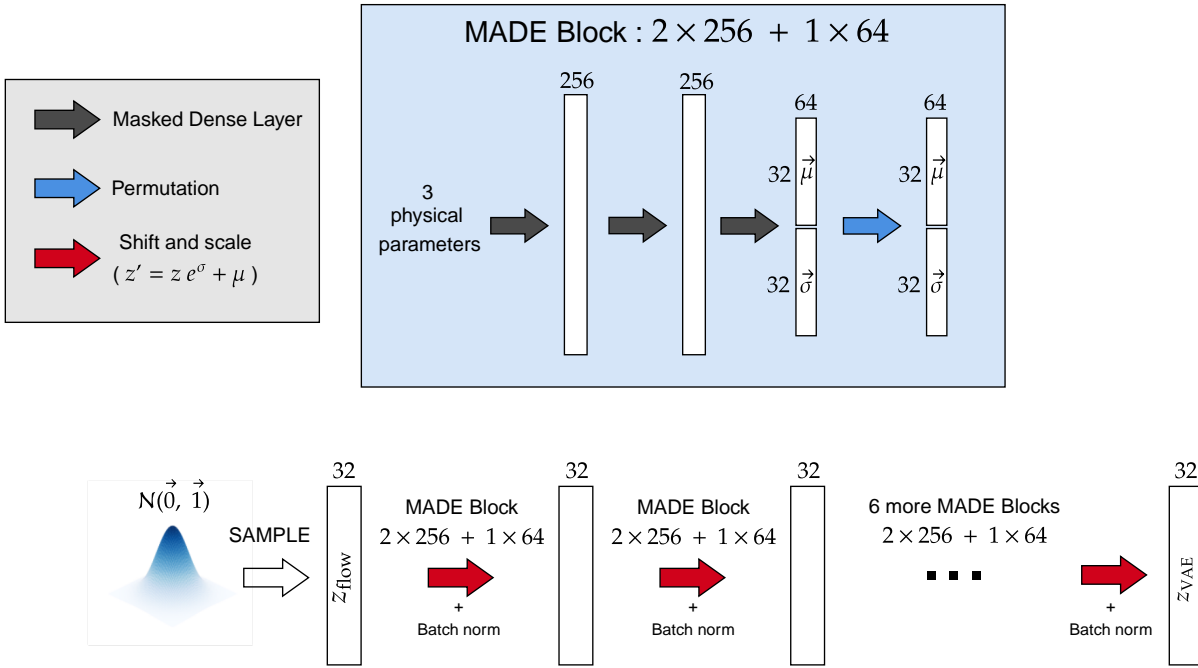 MADE Block : 2 × 256 + 1 × 64
Masked Dense Layer
Permutation
Shift and scale
( z′ = z e^σ + μ )
256
256
64
64
3
physical
parameters
32 μ⃗
32 μ⃗
32 σ⃗
32 σ⃗
N(0⃗, 1⃗)
SAMPLE
32
z_flow
MADE Block
2 × 256 + 1 × 64
+
Batch norm
32
MADE Block
2 × 256 + 1 × 64
+
Batch norm
32
6 more MADE Blocks
2 × 256 + 1 × 64
+
Batch norm
32
z_VAE